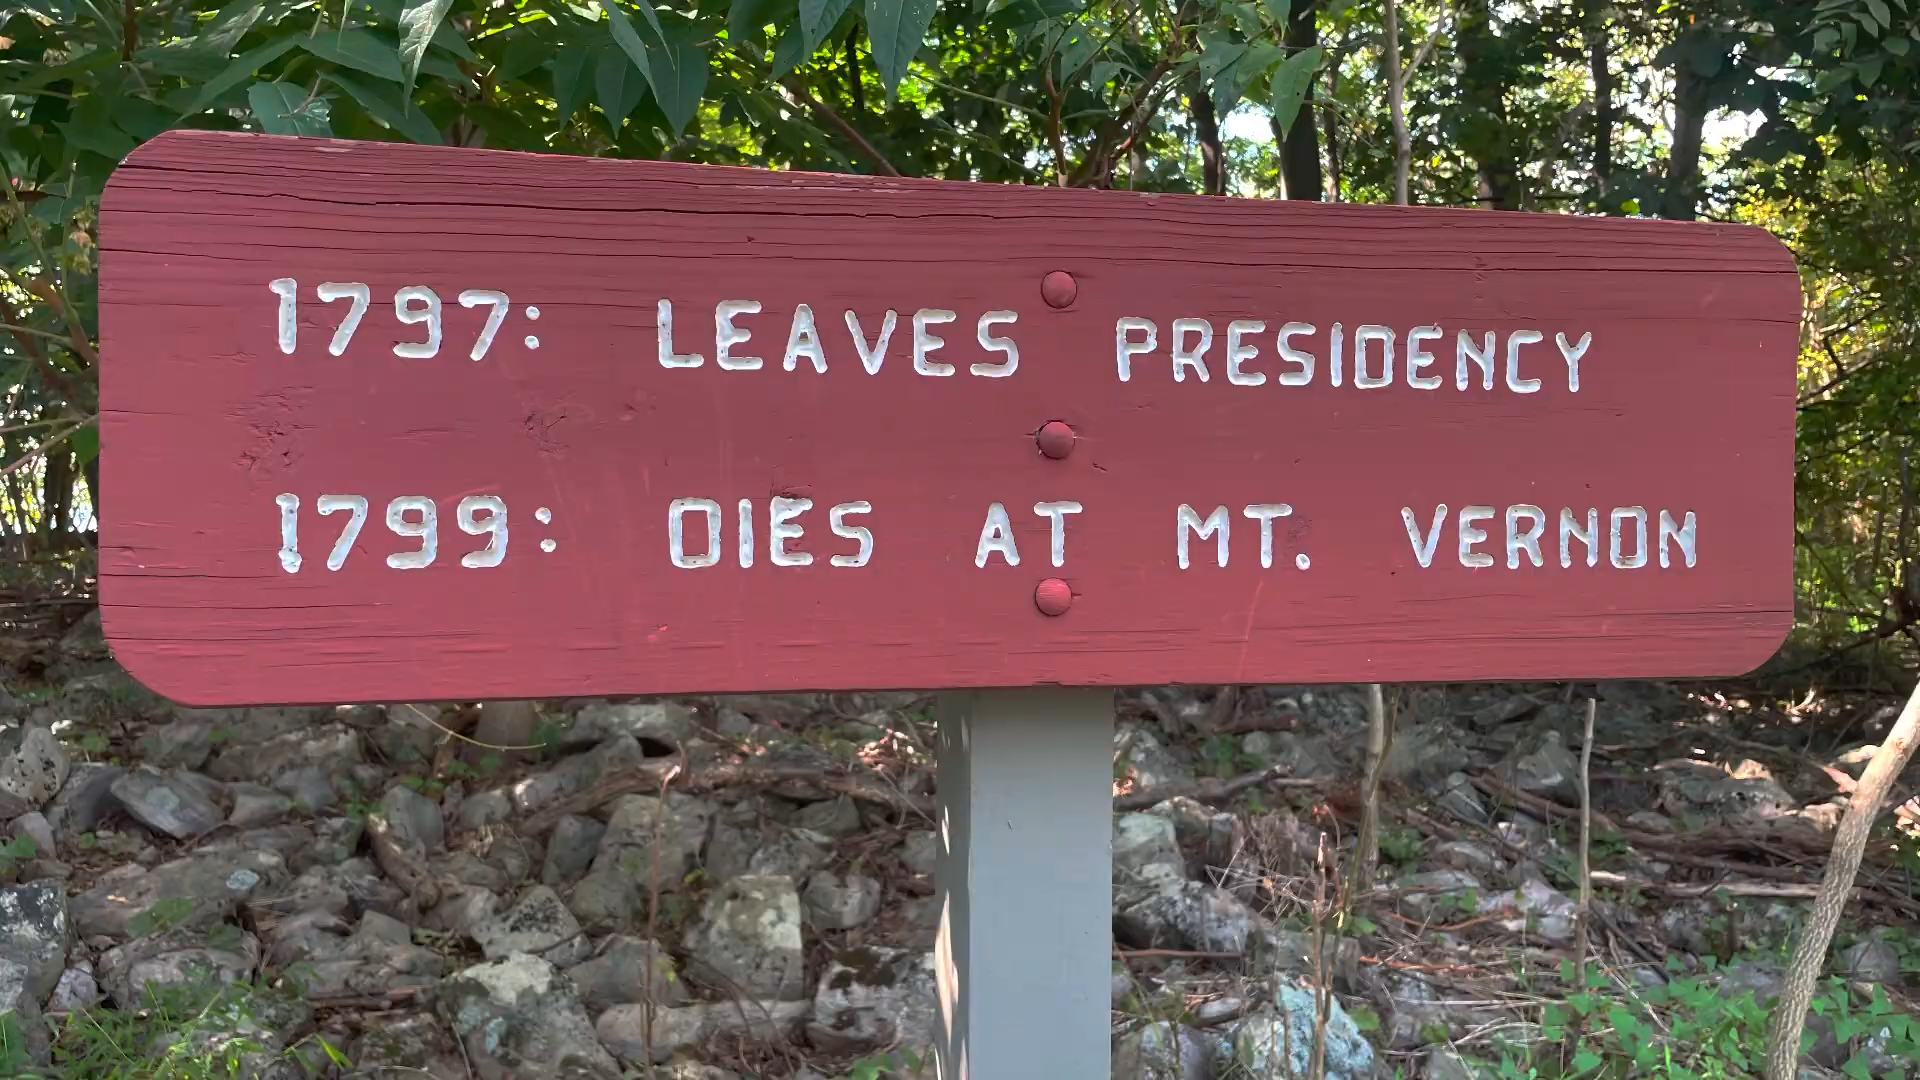 1797: LEAVES PRESIDENCY
1799: DIES AT MT. VERNON